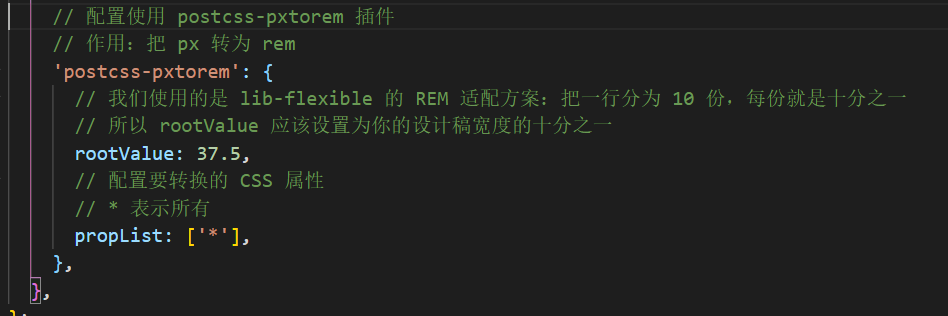 // 配置使用 postcss-pxtorem 插件
// 作用：把 px 转为 rem
'postcss-pxtorem': {
// 我们使用的是 lib-flexible 的 REM 适配方案：把一行分为 10 份，每份就是十分之一
// 所以 rootValue 应该设置为你的设计稿宽度的十分之一
rootValue: 37.5,
// 配置要转换的 CSS 属性
// * 表示所有
propList: ['*'],
},
},
};